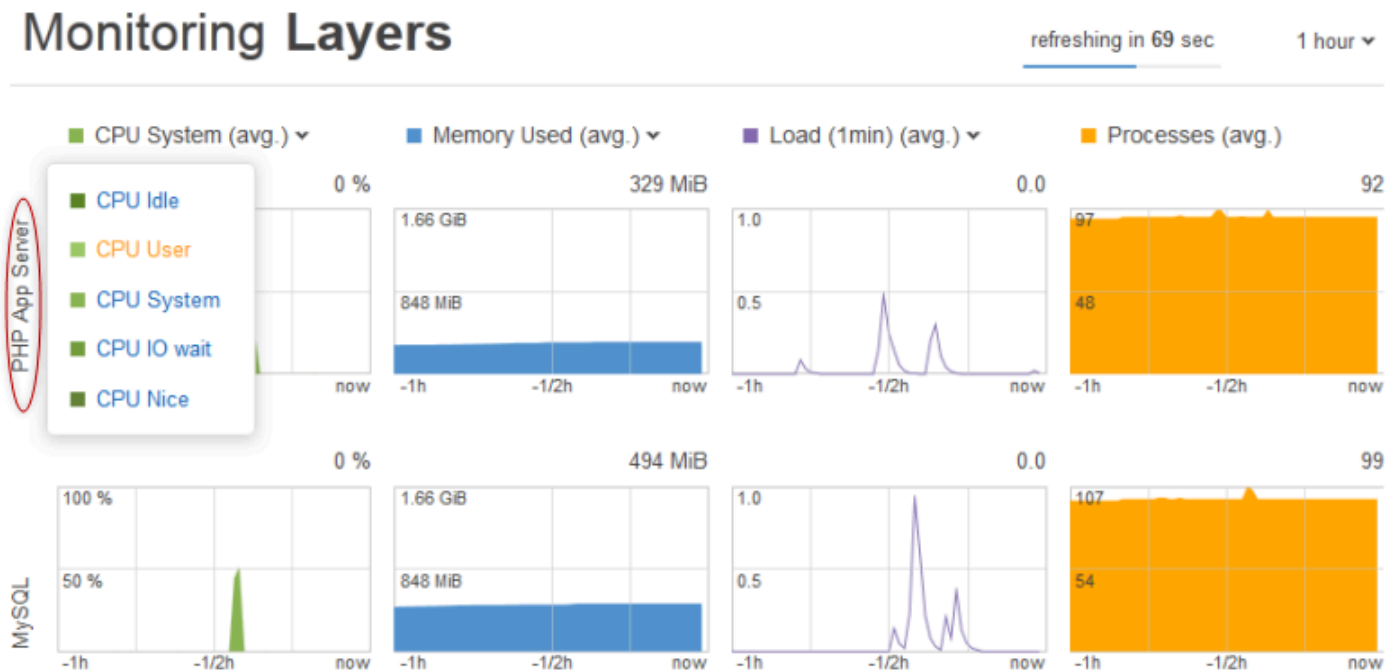 Monitoring Layers
refreshing in 69 sec
1 hour
CPU System (avg.)
Memory Used (avg.)
Load (1min) (avg.)
Processes (avg.)
PHP App Server
CPU Idle
CPU User
CPU System
CPU IO wait
CPU Nice
0 %
now
329 MiB
1.66 GiB
848 MiB
-1h -1/2h now
0.0
1.0
0.5
-1h -1/2h now
92
97
48
-1h -1/2h now
MySQL
0 %
100 %
50 %
-1h -1/2h now
494 MiB
1.66 GiB
848 MiB
-1h -1/2h now
0.0
1.0
0.5
-1h -1/2h now
99
107
54
-1h -1/2h now